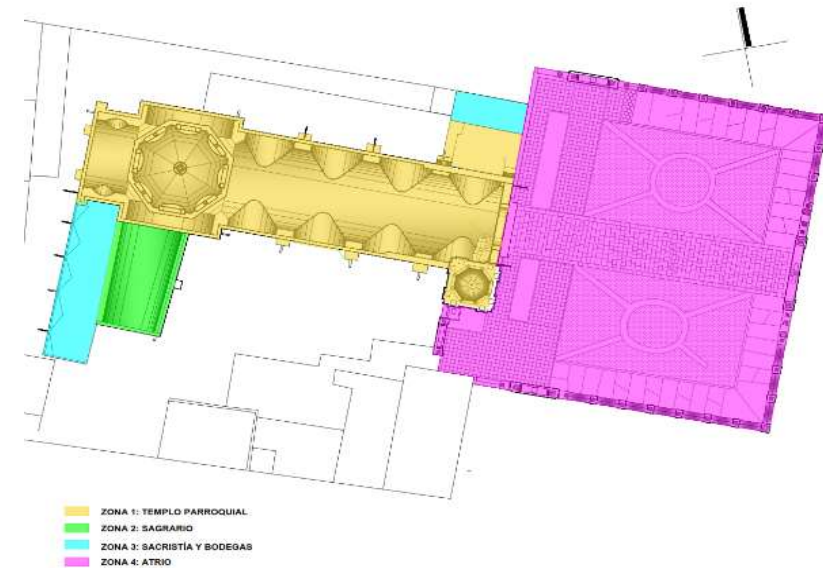 ZONA 1: TEMPLO PARROQUIAL
ZONA 2: SAGRARIO
ZONA 3: SACRISTÍA Y BODEGAS
ZONA 4: ATRIO